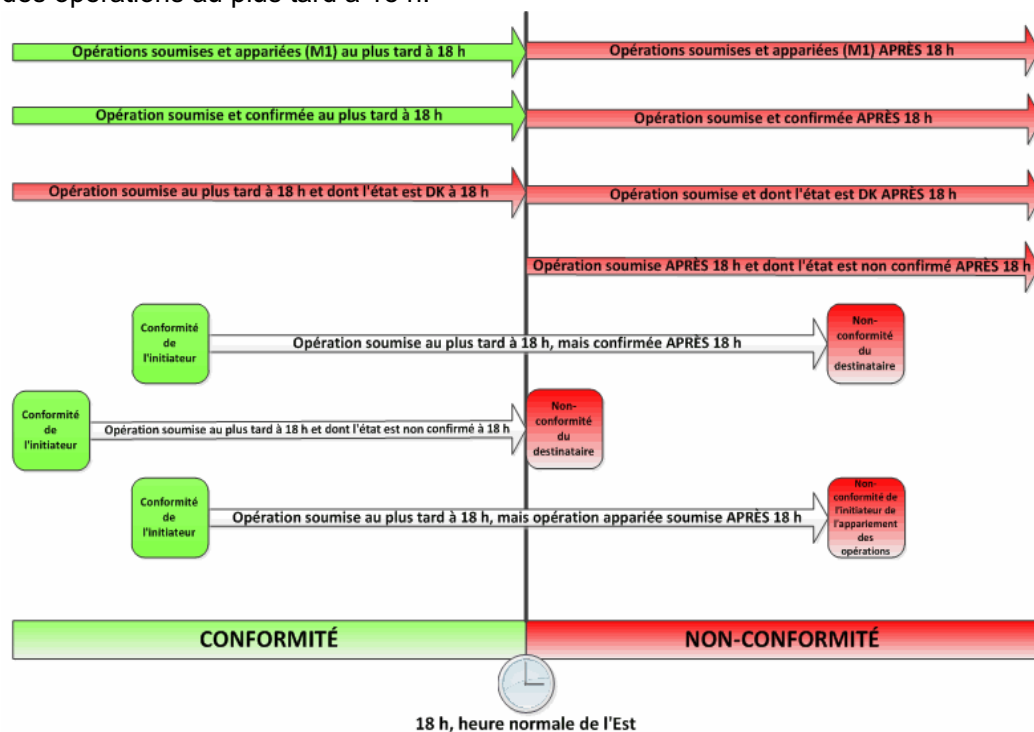 des opérations au plus tard à 18 h.
Opérations soumises et appariées (M1) au plus tard à 18 h
Opérations soumises et appariées (M1) APRÈS 18 h
Opération soumise et confirmée au plus tard à 18 h
Opération soumise et confirmée APRÈS 18 h
Opération soumise au plus tard à 18 h et dont l'état est DK à 18 h
Opération soumise et dont l'état est DK APRÈS 18 h
Opération soumise APRÈS 18 h et dont l'état est non confirmé APRÈS 18 h
Conformité
de
l'initiateur
Opération soumise au plus tard à 18 h, mais confirmée APRÈS 18 h
Non-
conformité
du
destinataire
Conformité
de
l'initiateur
Opération soumise au plus tard à 18 h et dont l'état est non confirmé à 18 h
Non-
conformité
du
destinataire
Conformité
de
l'initiateur
Opération soumise au plus tard à 18 h, mais opération appariée soumise APRÈS 18 h
Non-
conformité de
l'initiateur de
l'appariement
des
opérations
CONFORMITÉ
NON-CONFORMITÉ
18 h, heure normale de l'Est